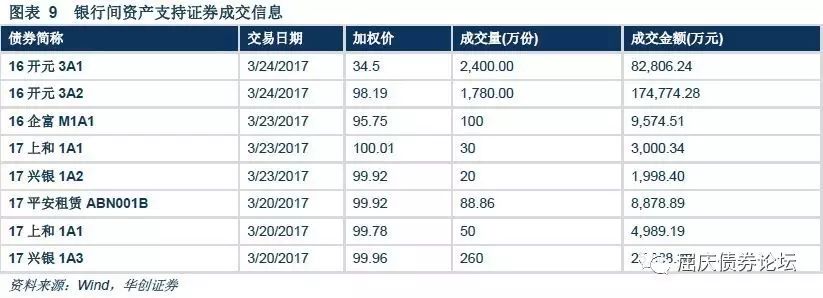 图表 9 银行间资产支持证券成交信息
债券简称 交易日期 加权价 成交量(万份) 成交金额(万元)
16 开元 3A1 3/24/2017 34.5 2,400.00 82,806.24
16 开元 3A2 3/24/2017 98.19 1,780.00 174,774.28
16 企富 M1A1 3/23/2017 95.75 100 9,574.51
17 上和 1A1 3/23/2017 100.01 30 3,000.34
17 兴银 1A2 3/23/2017 99.92 20 1,998.40
17 平安租赁 ABN001B 3/20/2017 99.92 88.86 8,878.89
17 上和 1A1 3/20/2017 99.78 50 4,989.19
17 兴银 1A3 3/20/2017 99.96 260
屈庆债券论坛
资料来源：Wind，华创证券